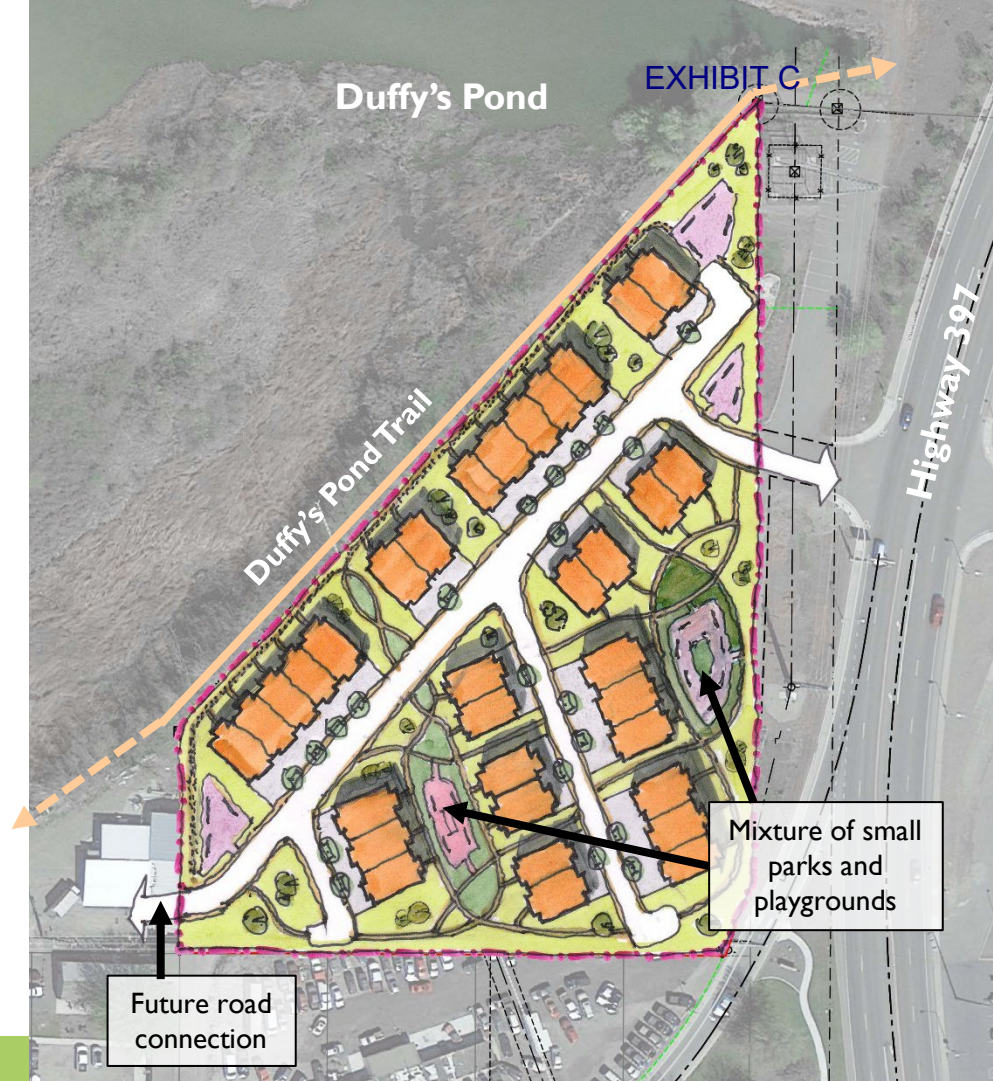 EXHIBIT C
Duffy's Pond
Duffy's Pond Trail
Highway 397
Mixture of small
parks and
playgrounds
Future road
connection